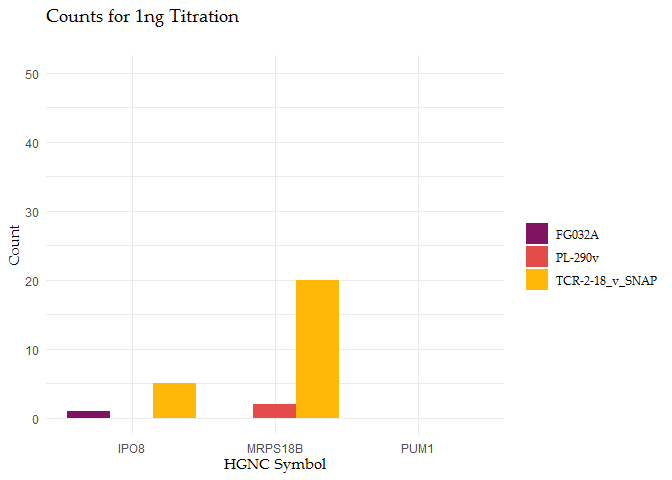 Counts for 1ng Titration
50
40
30
20
10
0
Count
IPO8 MRPS18B PUM1
HGNC Symbol
FG032A
PL-290v
TCR-2-18_v_SNAP